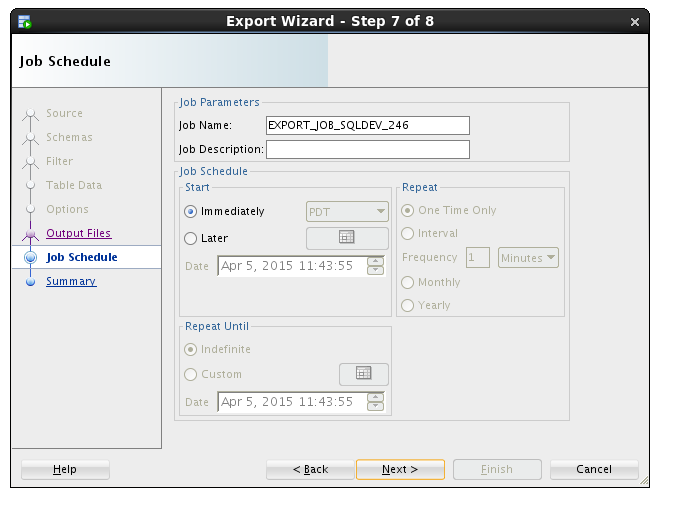 Export Wizard - Step 7 of 8
Job Schedule
Source
Schemas
Filter
Table Data
Options
Output Files
Job Schedule
Summary
Job Parameters
Job Name: EXPORT_JOB_SQLDEV_246
Job Description:
Job Schedule
Start
Immediately PDT
Later
Date Apr 5, 2015 11:43:55
Repeat
One Time Only
Interval
Frequency 1 Minutes
Monthly
Yearly
Repeat Until
Indefinite
Custom
Date Apr 5, 2015 11:43:55
Help < Back Next > Finish Cancel